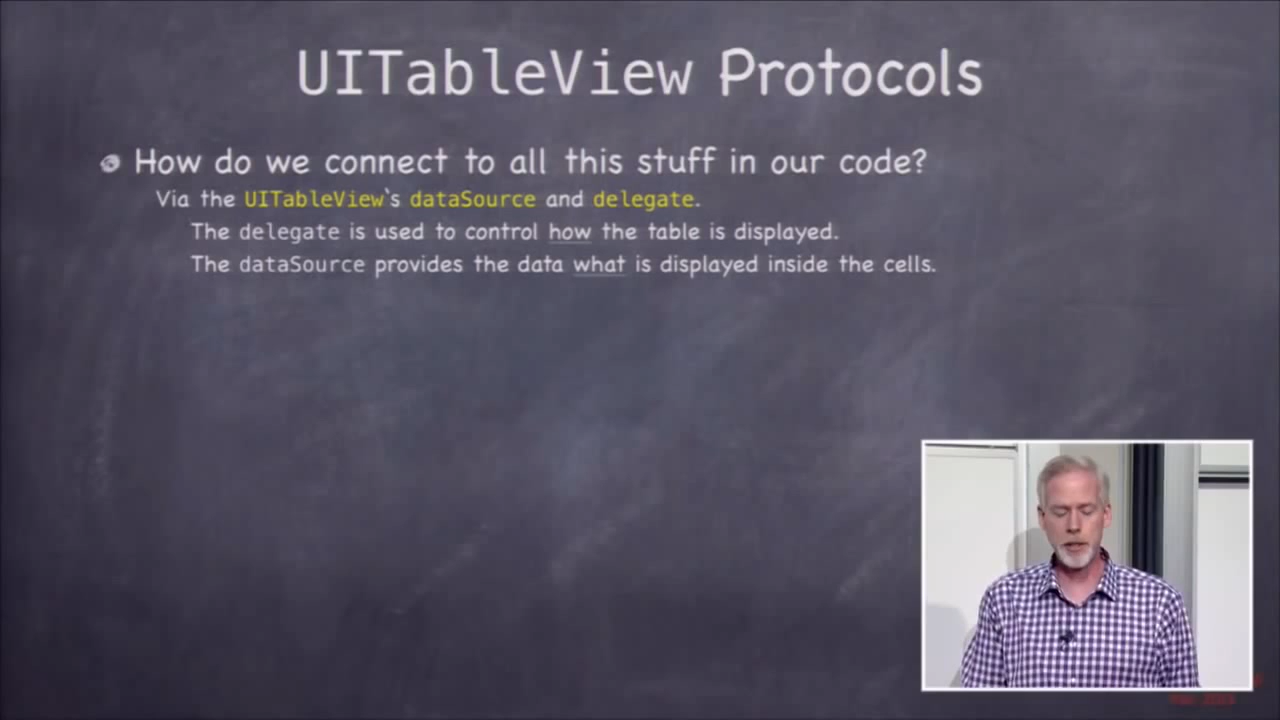 UITableView Protocols
How do we connect to all this stuff in our code?
Via the UITableView‵s dataSource and delegate.
The delegate is used to control how the table is displayed.
The dataSource provides the data what is displayed inside the cells.